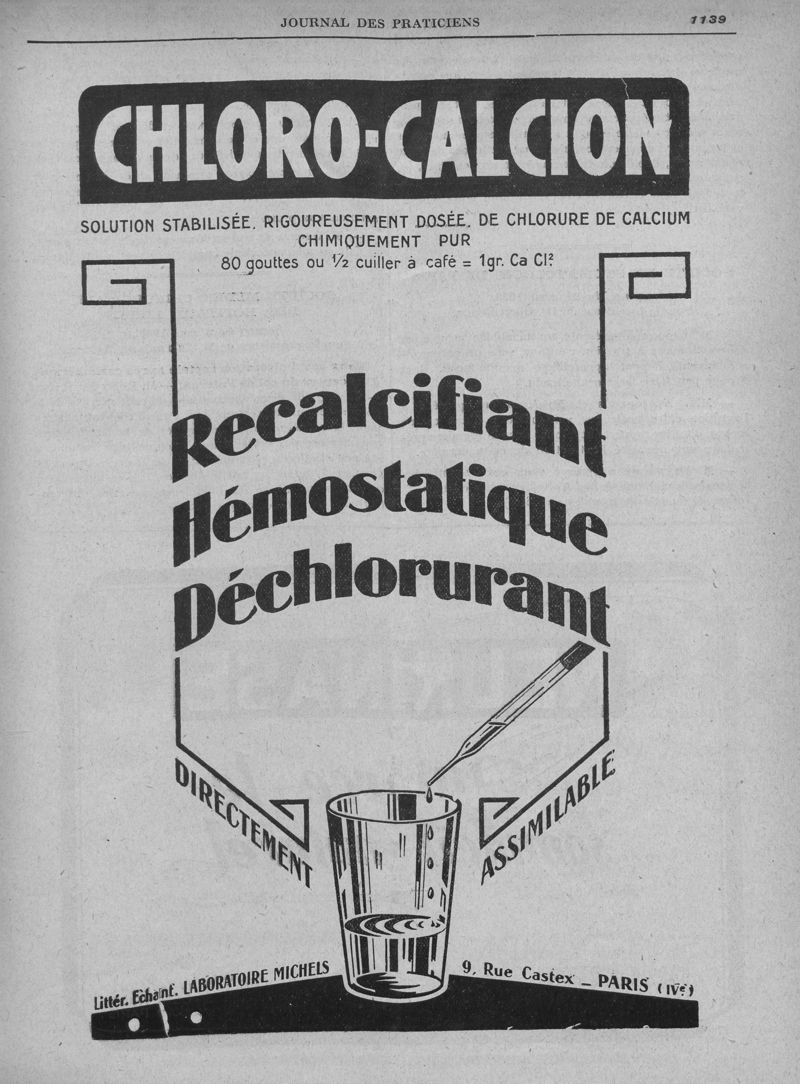 JOURNAL DES PRATICIENS
1139
CHLORO-CALCION
SOLUTION STABILISÉE, RIGOUREUSEMENT DOSÉE, DE CHLORURE DE CALCIUM
CHIMIQUEMENT PUR
80 gouttes ou 1/2 cuiller à café = 1gr. Ca Cl²
Recalcifiant
Hémostatique
Déchlorurant
DIRECTEMENT
ASSIMILABLE
Littér. Echant. LABORATOIRE MICHELS
9, Rue Castex _ PARIS (IVe)